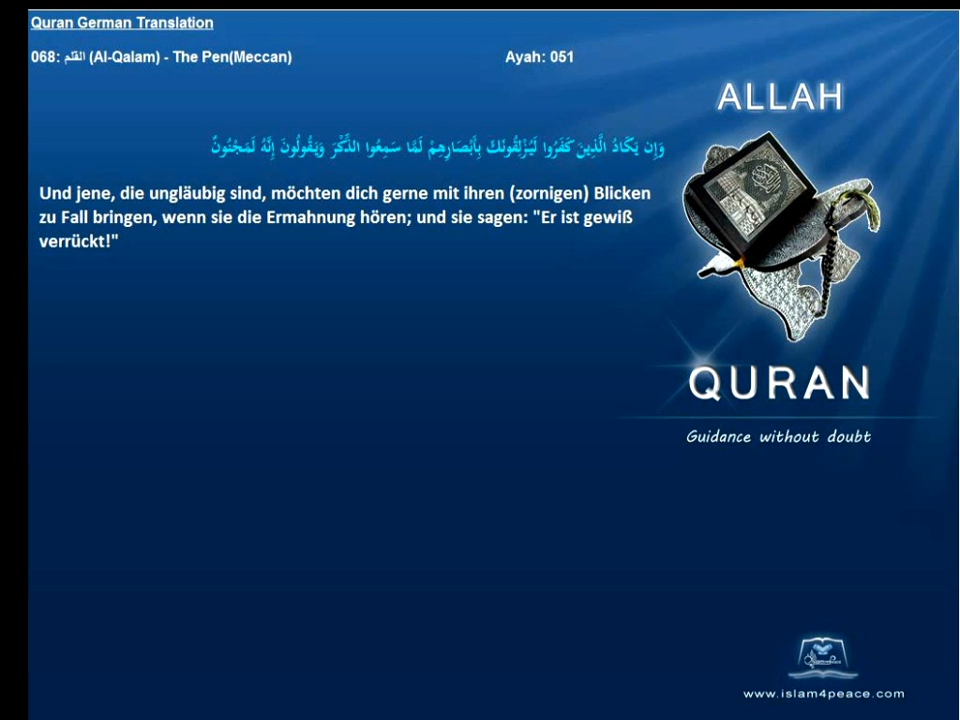 Quran German Translation
068: القلم (Al-Qalam) - The Pen(Meccan) Ayah: 051
ALLAH
وَإِن يَكَادُ الَّذِينَ كَفَرُوا لَيُزْلِقُونَكَ بِأَبْصَارِهِمْ لَمَّا سَمِعُوا الذِّكْرَ وَيَقُولُونَ إِنَّهُ لَمَجْنُونٌ
Und jene, die ungläubig sind, möchten dich gerne mit ihren (zornigen) Blicken
zu Fall bringen, wenn sie die Ermahnung hören; und sie sagen: "Er ist gewiß
verrückt!"
QURAN
Guidance without doubt
www.islam4peace.com